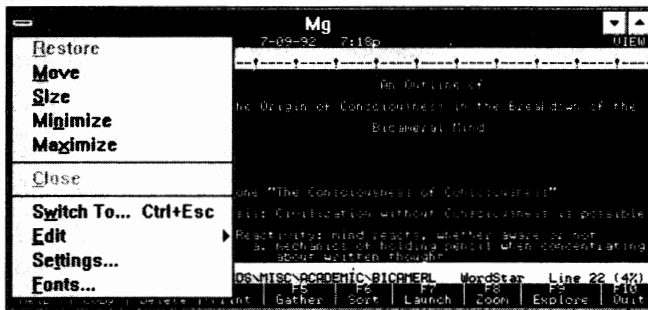 Mg
7-09-92 7:18p VIEW
Restore
Move
Size
Minimize
Maximize
Close
Switch To... Ctrl+Esc
Edit
Settings...
Fonts...
An Outline of
he Origin of Consciousness in the Breakdown of the
Bicameral Mind
one "The Consciousness of Consciousness"
Civilization without Consciousness is possible
Reactivity: mind reacts, whether aware or not
a. mechanics of holding pencil when concentrating
about written thought
OS\MISC\ACADEMIC\BICAMERL WordStar Line 22 (4%)
F5 F6 F7 F8 F9 F10
Delete Gather Sort Launch Zoom Explore Quit